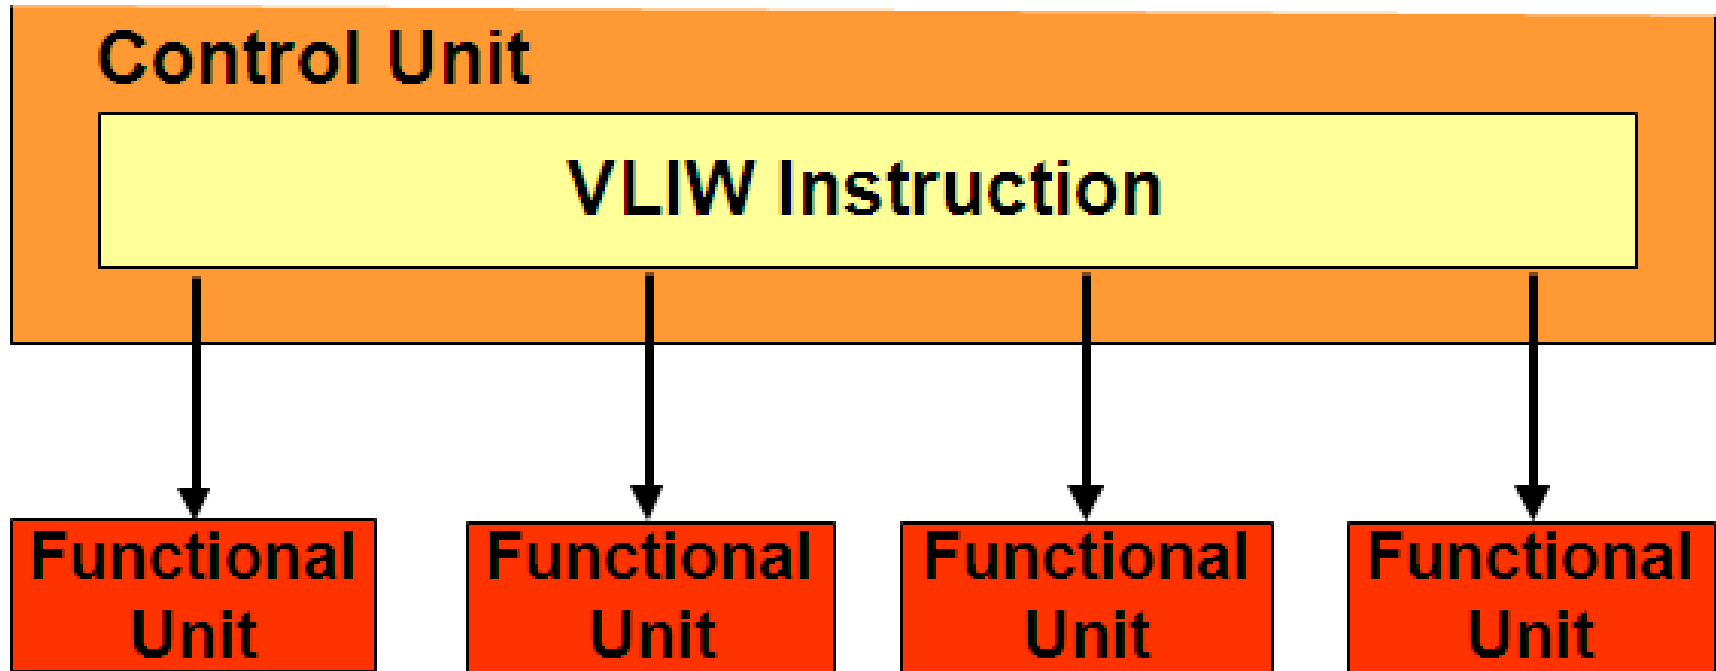 Control Unit
VLIW Instruction
Functional Functional Functional Functional
Unit Unit Unit Unit